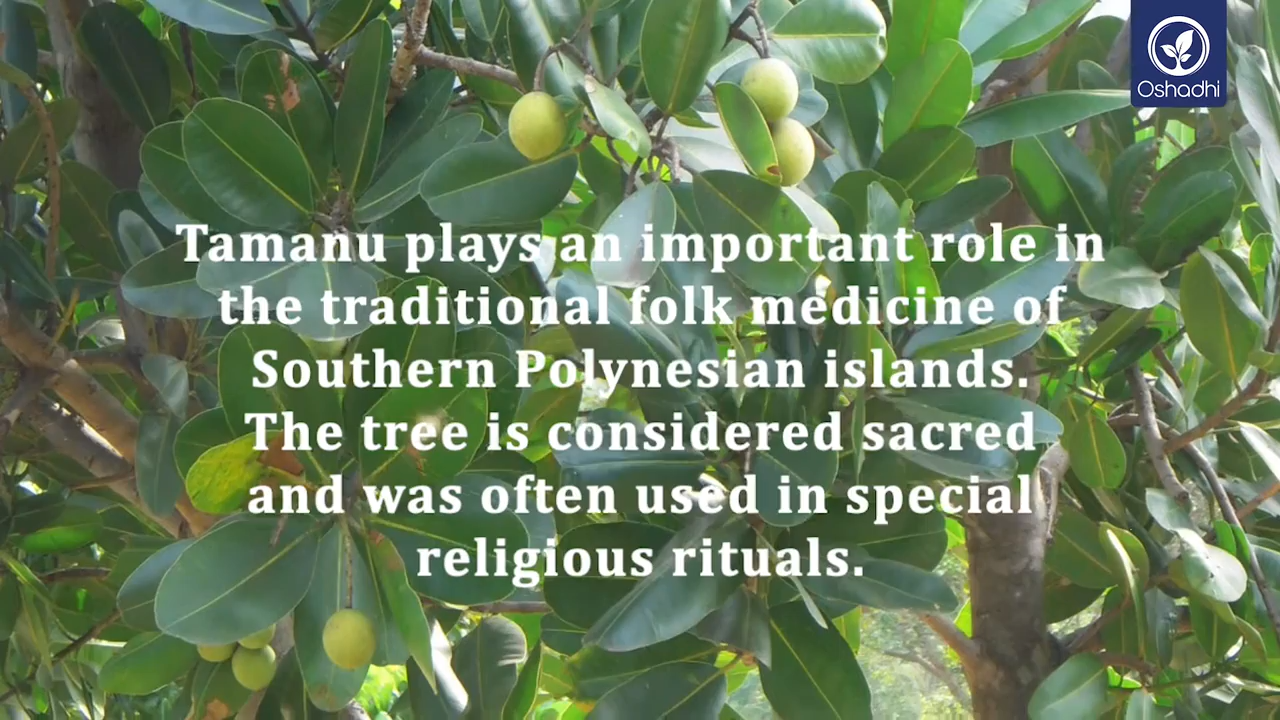 Oshadhi
Tamanu plays an important role in
the traditional folk medicine of
Southern Polynesian islands.
The tree is considered sacred
and was often used in special
religious rituals.